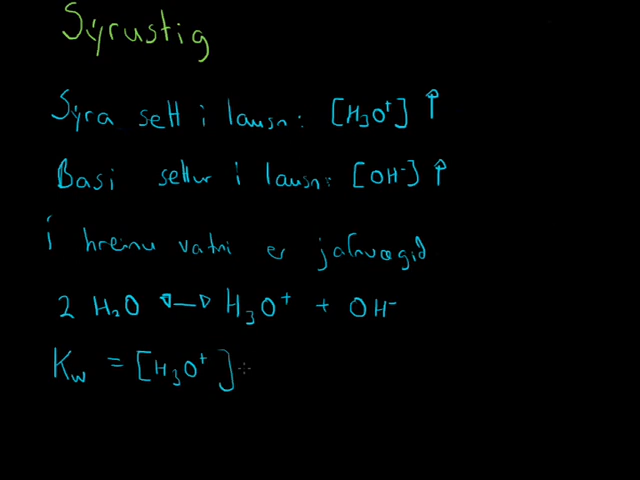 Sýrustig
Sýra sett í lausn: [H₃O⁺] ↑
Basi settur í lausn: [OH⁻] ↑
Í hreinu vatni er jafnvægið
2 H₂O ⟷ H₃O⁺ + OH⁻
Kw = [H₃O⁺] ·